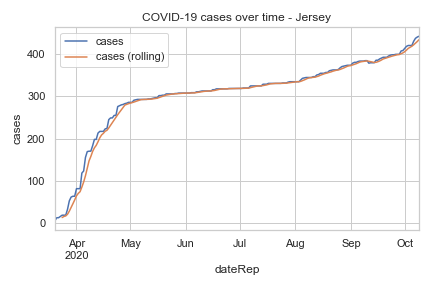 COVID-19 cases over time - Jersey
cases
cases (rolling)
400
300
200
100
0
cases
Apr
2020
May
Jun
Jul
Aug
Sep
Oct
dateRep